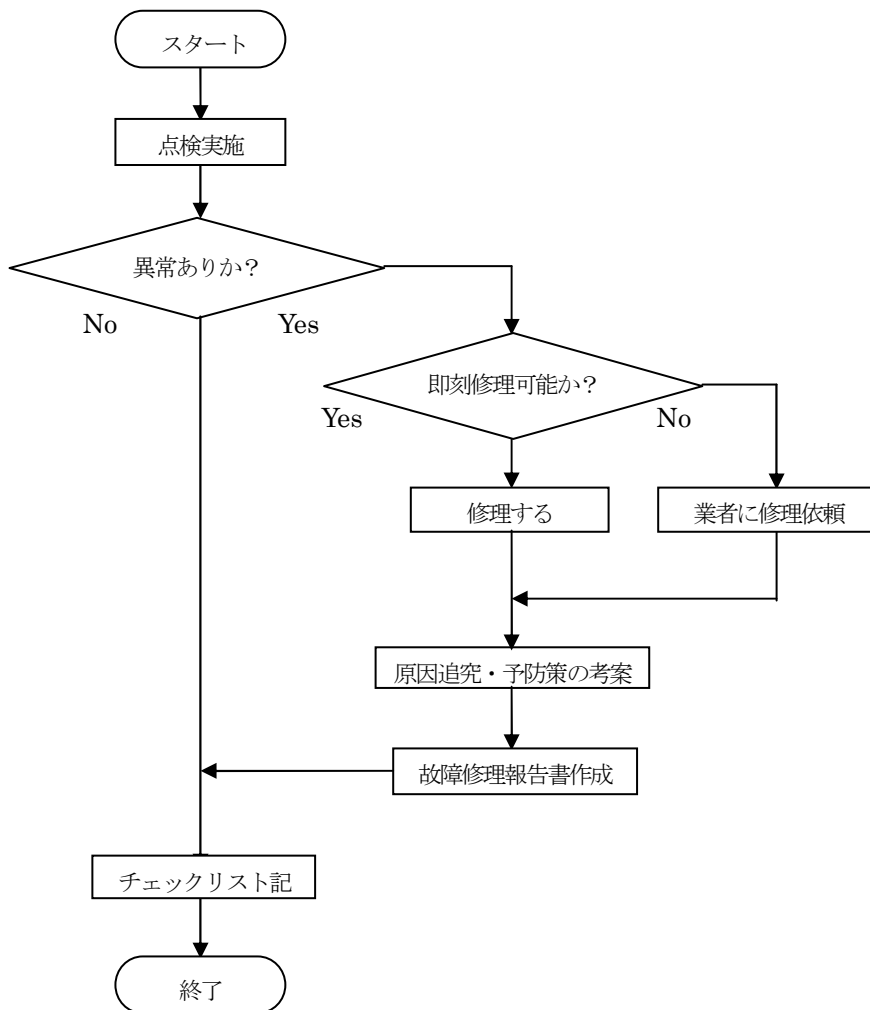 スタート
点検実施
異常ありか？
No
Yes
即刻修理可能か？
Yes
No
修理する
業者に修理依頼
原因追究・予防策の考案
故障修理報告書作成
チェックリスト記
終了